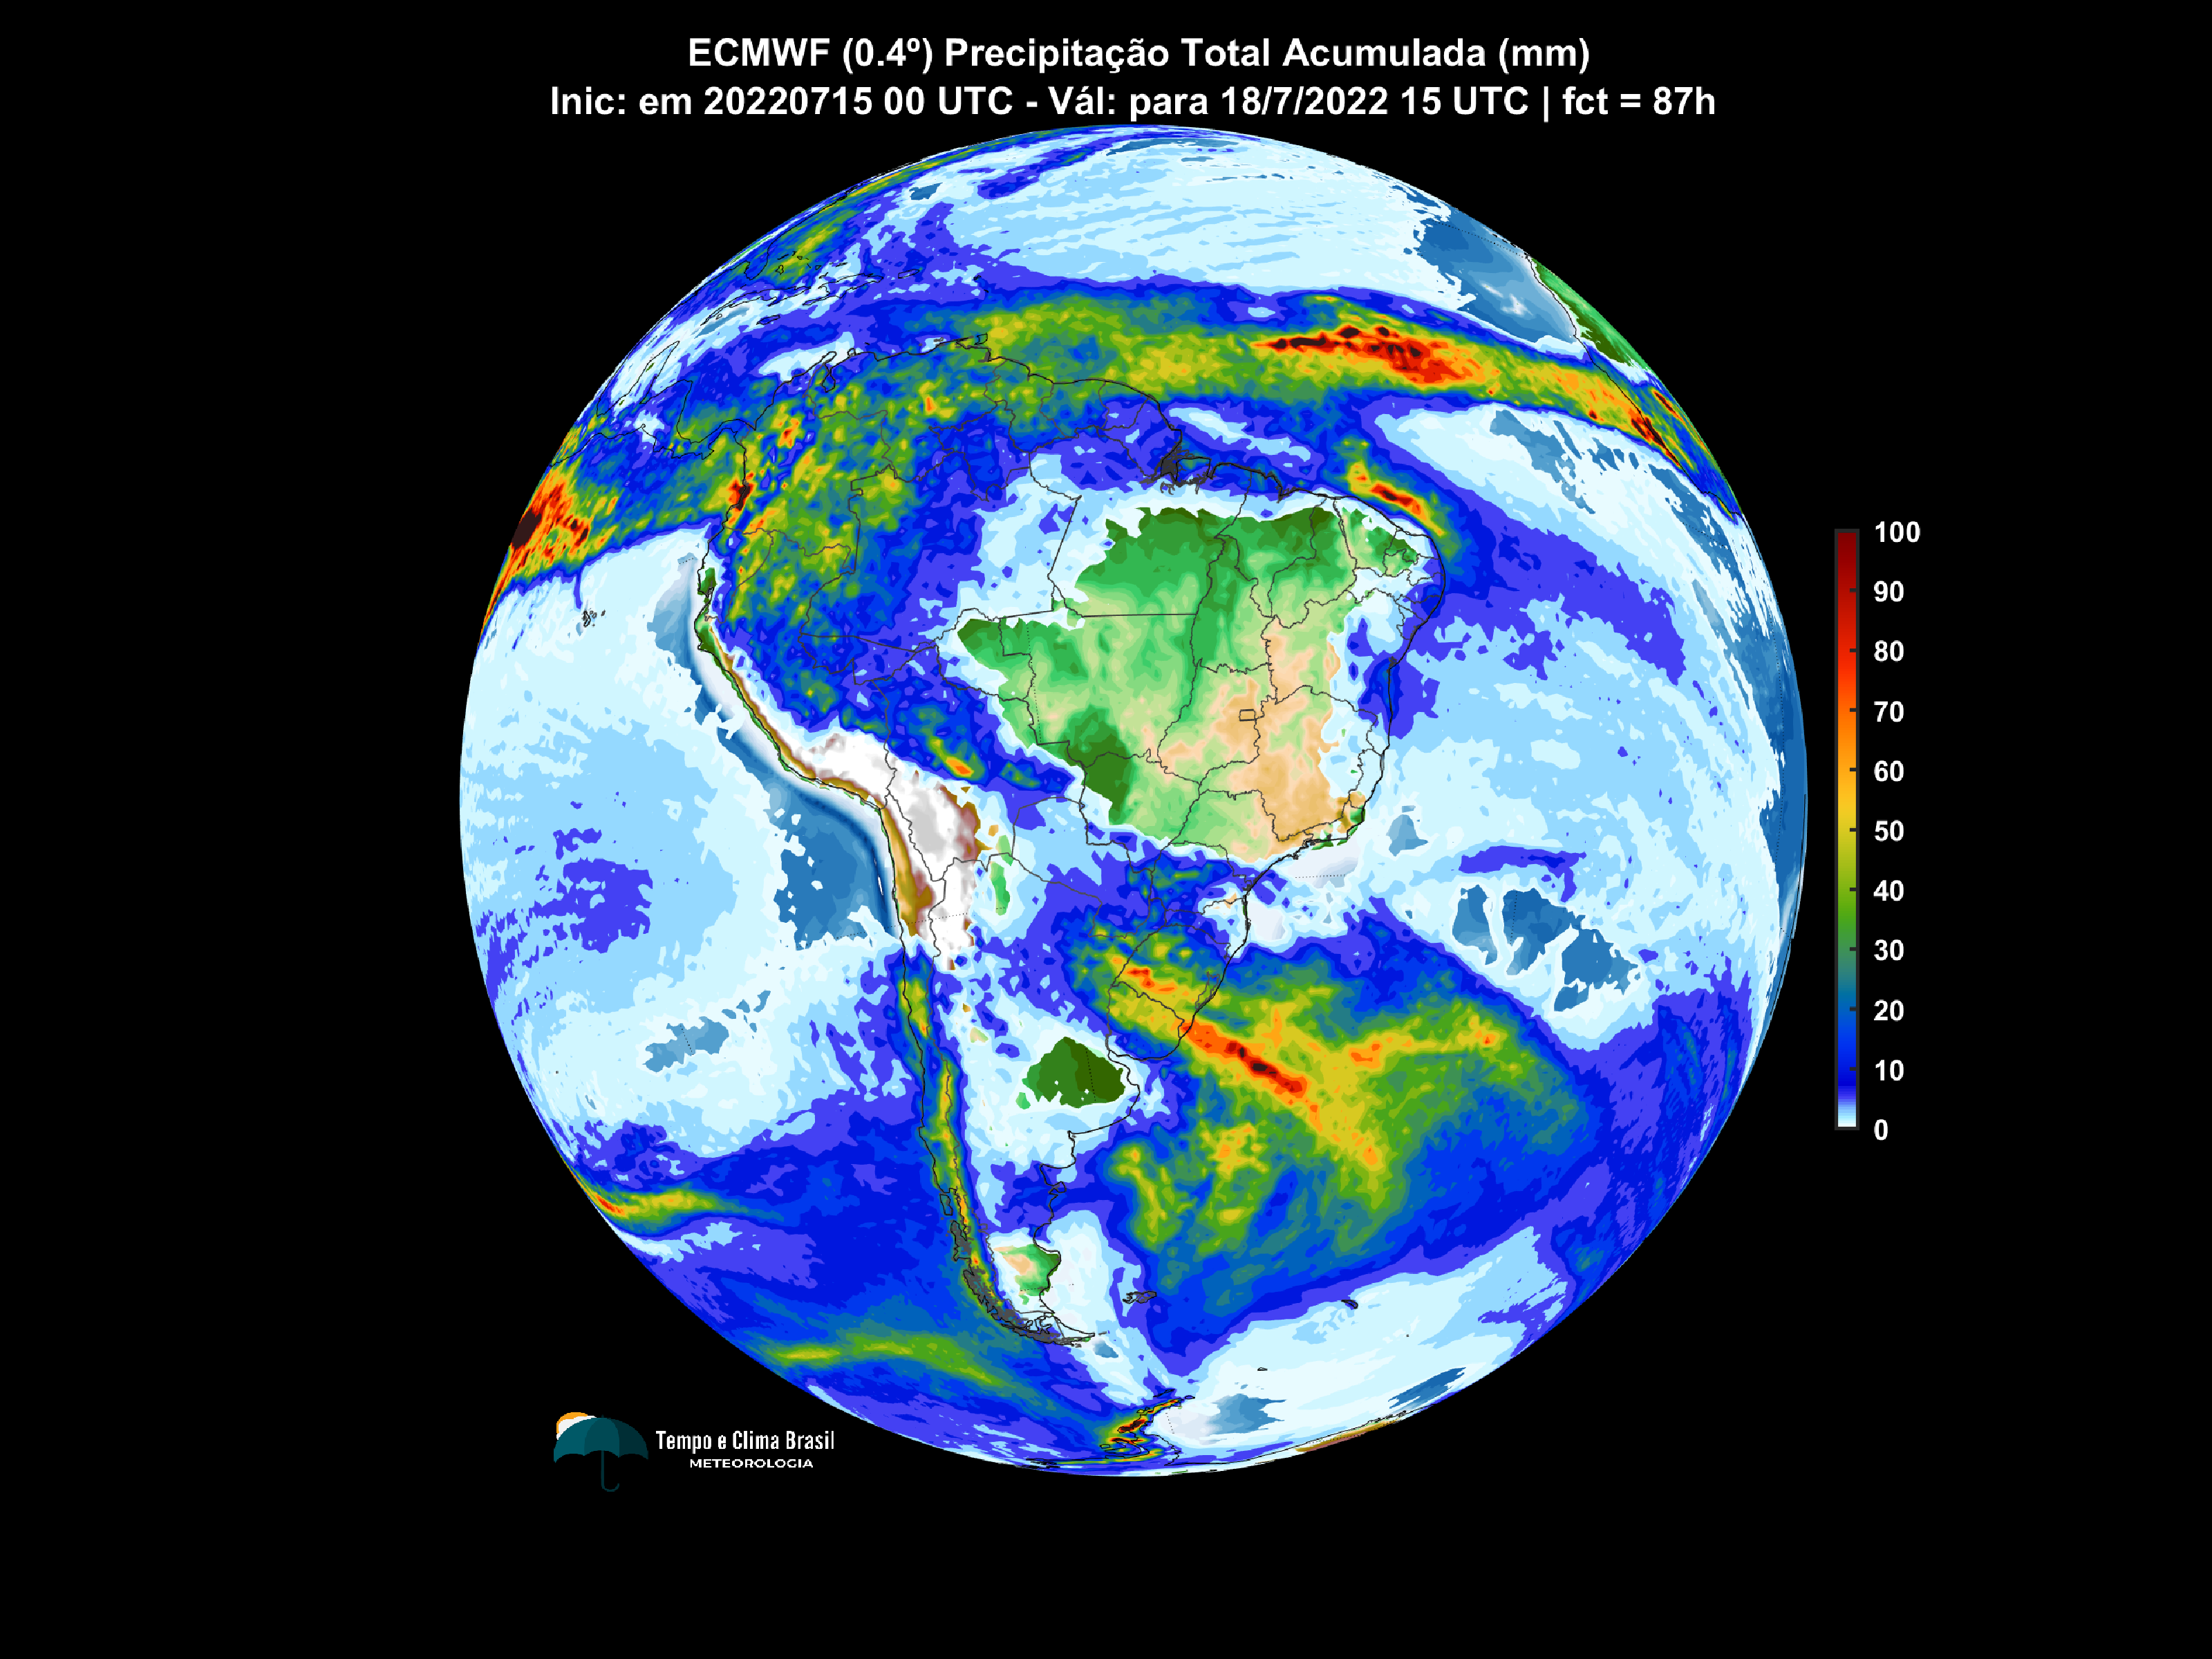 ECMWF (0.4º) Precipitação Total Acumulada (mm)
Inic: em 20220715 00 UTC - Vál: para 18/7/2022 15 UTC | fct = 87h
100
90
80
70
60
50
40
30
20
10
0
Tempo e Clima Brasil
METEOROLOGIA